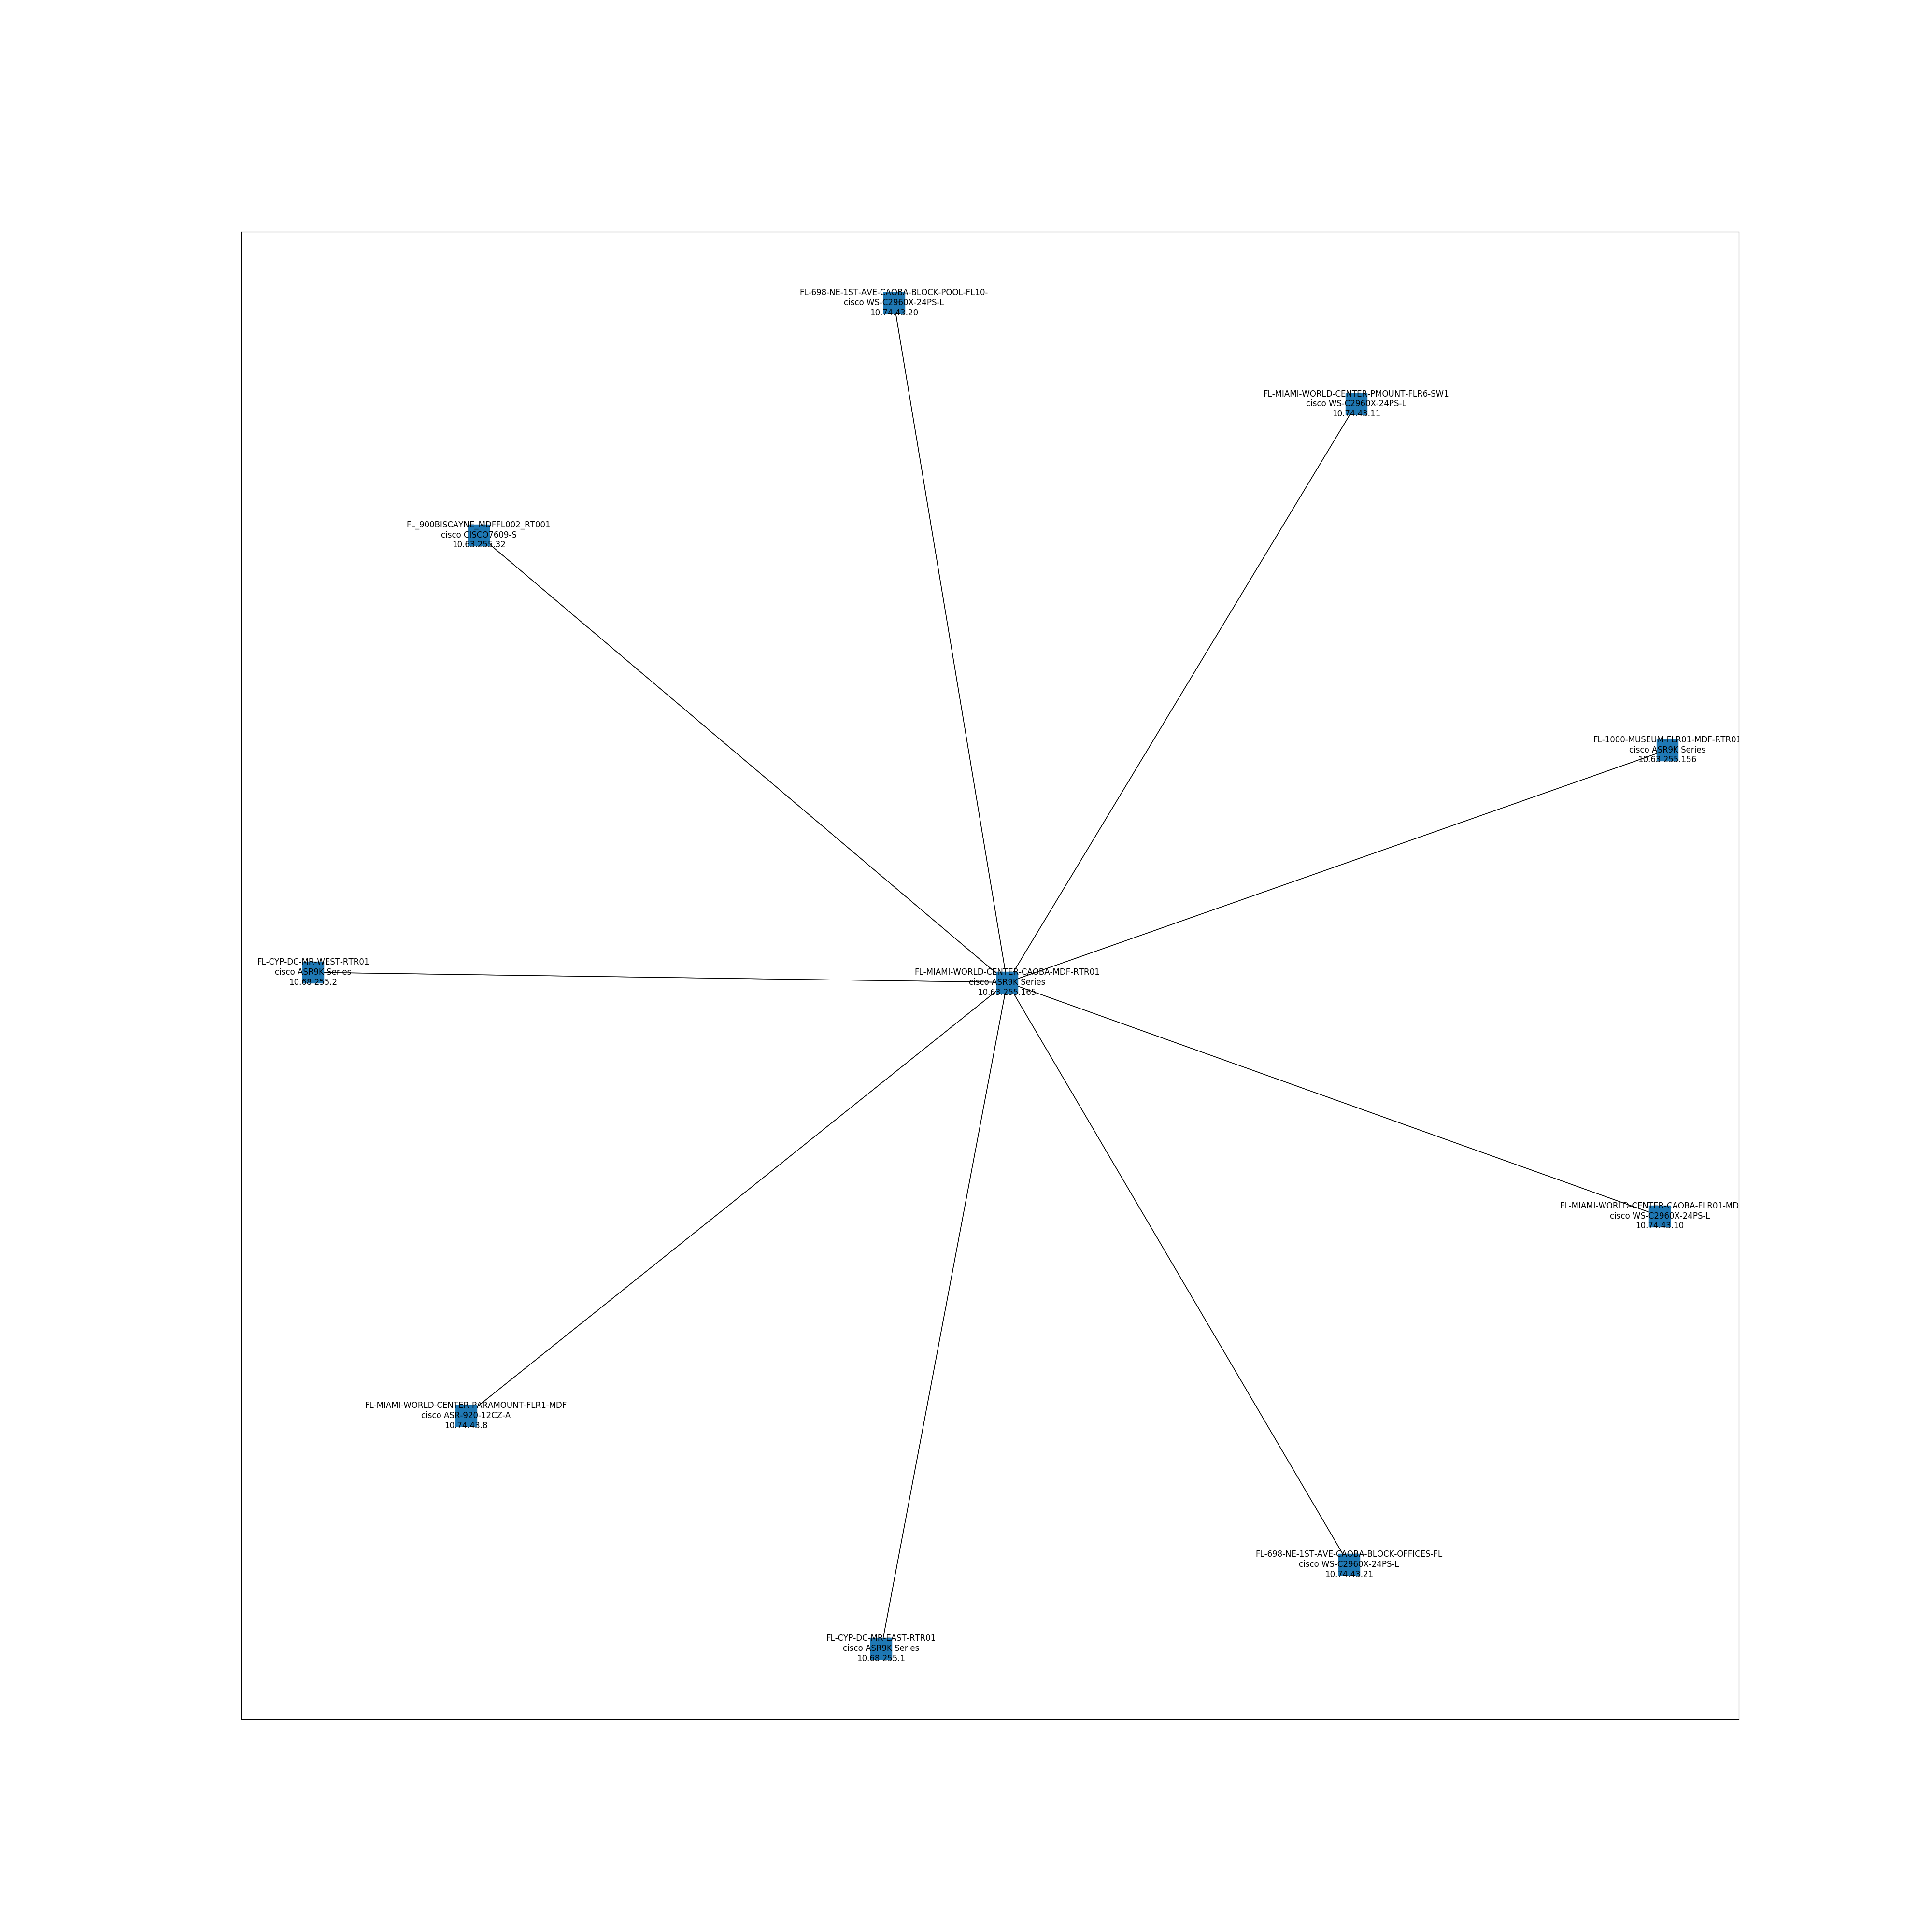 FL-698-NE-1ST-AVE-CAOBA-BLOCK-POOL-FL10-
cisco WS-C2960X-24PS-L
10.74.43.20
FL-MIAMI-WORLD-CENTER-PMOUNT-FLR6-SW1
cisco WS-C2960X-24PS-L
10.74.43.11
FL_900BISCAYNE_MDFFL002_RT001
cisco CISCO7609-S
10.63.255.32
FL-1000-MUSEUM-FLR01-MDF-RTR01
cisco ASR9K Series
10.63.255.156
FL-CYP-DC-MR-WEST-RTR01
cisco ASR9K Series
10.68.255.2
FL-MIAMI-WORLD-CENTER-CAOBA-MDF-RTR01
cisco ASR9K Series
10.63.255.165
FL-MIAMI-WORLD-CENTER-CAOBA-FLR01-MD
cisco WS-C2960X-24PS-L
10.74.43.10
FL-MIAMI-WORLD-CENTER-PARAMOUNT-FLR1-MDF
cisco ASR-920-12CZ-A
10.74.43.8
FL-698-NE-1ST-AVE-CAOBA-BLOCK-OFFICES-FL
cisco WS-C2960X-24PS-L
10.74.43.21
FL-CYP-DC-MR-EAST-RTR01
cisco ASR9K Series
10.68.255.1